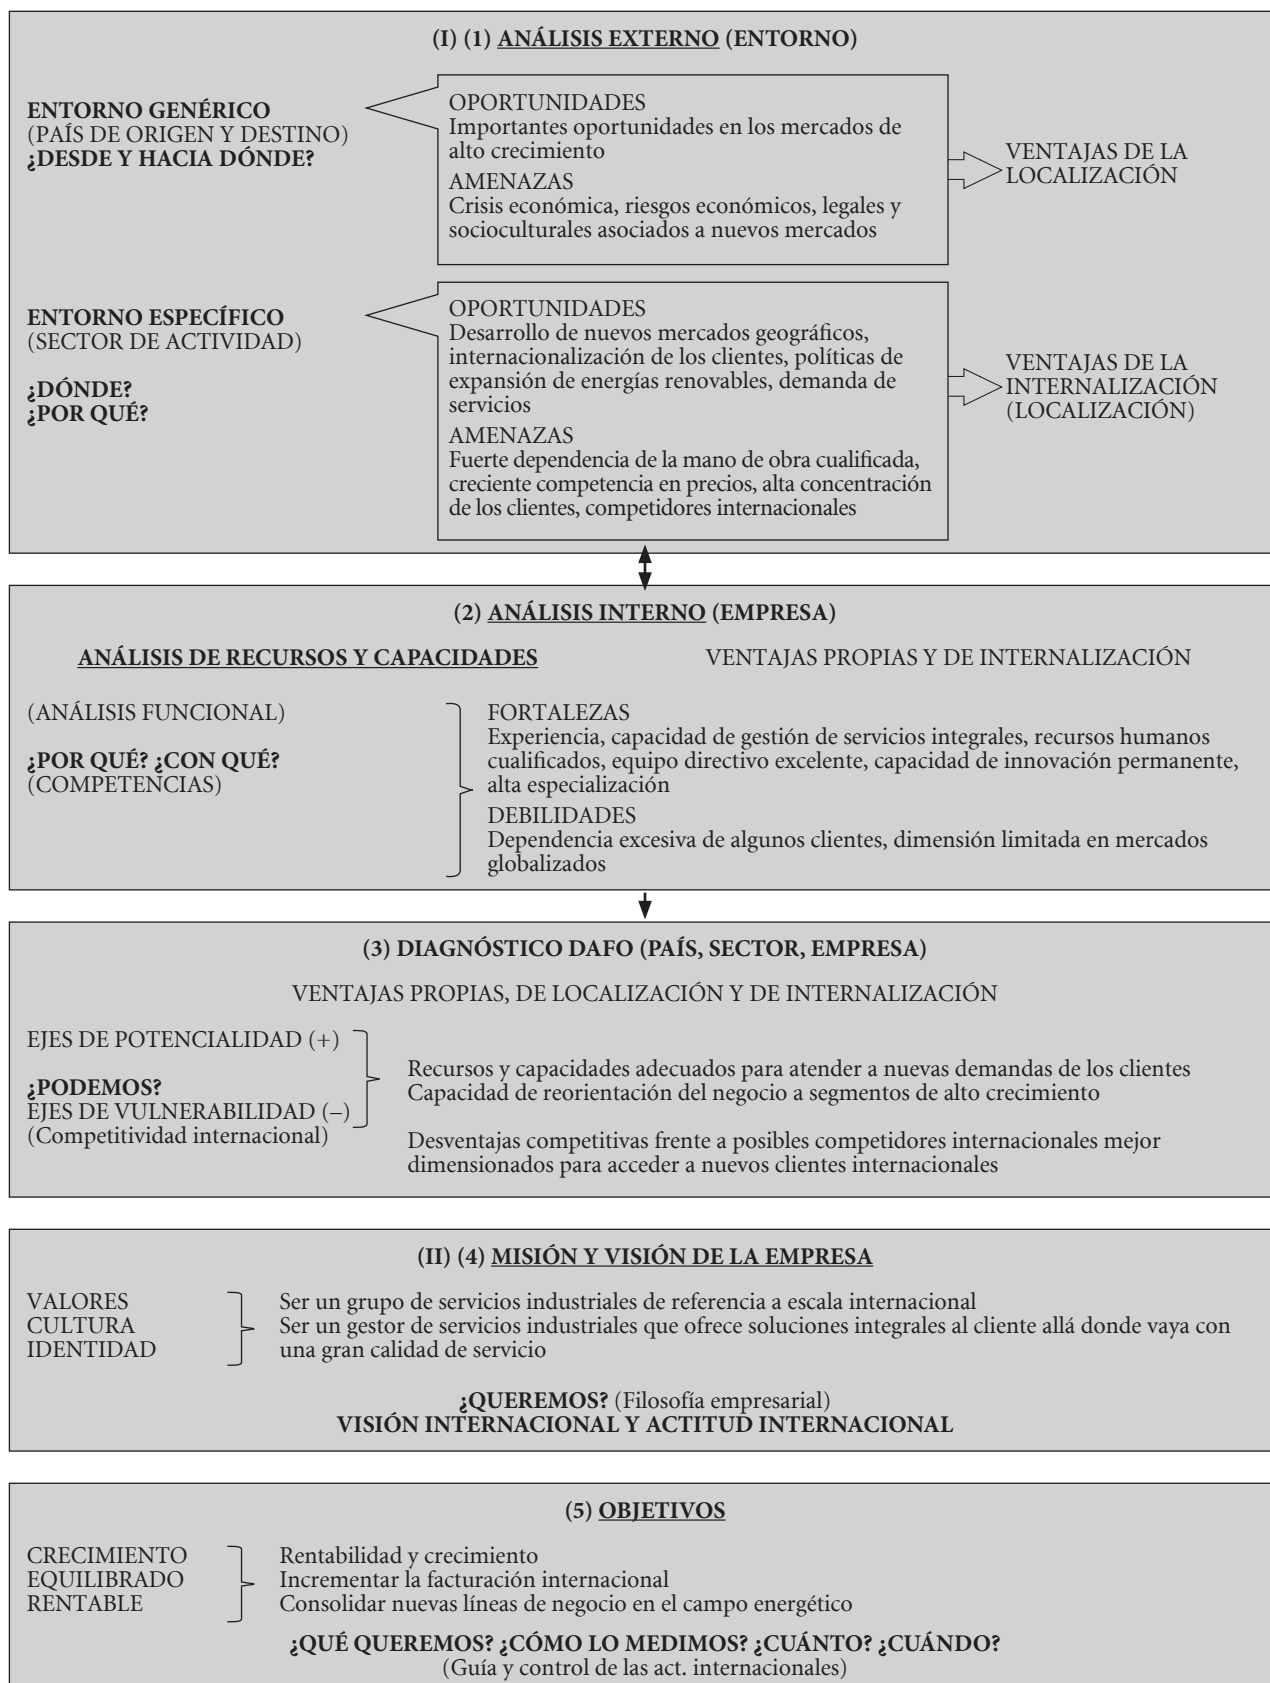 (I) (1) ANÁLISIS EXTERNO (ENTORNO)
ENTORNO GENÉRICO
(PAÍS DE ORIGEN Y DESTINO)
¿DESDE Y HACIA DÓNDE?
OPORTUNIDADES
Importantes oportunidades en los mercados de
alto crecimiento
AMENAZAS
Crisis económica, riesgos económicos, legales y
socioculturales asociados a nuevos mercados
VENTAJAS DE LA
LOCALIZACIÓN
ENTORNO ESPECÍFICO
(SECTOR DE ACTIVIDAD)
¿DÓNDE?
¿POR QUÉ?
OPORTUNIDADES
Desarrollo de nuevos mercados geográficos,
internacionalización de los clientes, políticas de
expansión de energías renovables, demanda de
servicios
AMENAZAS
Fuerte dependencia de la mano de obra cualificada,
creciente competencia en precios, alta concentración
de los clientes, competidores internacionales
VENTAJAS DE LA
INTERNALIZACIÓN
(LOCALIZACIÓN)
(2) ANÁLISIS INTERNO (EMPRESA)
ANÁLISIS DE RECURSOS Y CAPACIDADES
VENTAJAS PROPIAS Y DE INTERNALIZACIÓN
(ANÁLISIS FUNCIONAL)
¿POR QUÉ? ¿CON QUÉ?
(COMPETENCIAS)
FORTALEZAS
Experiencia, capacidad de gestión de servicios integrales, recursos humanos
cualificados, equipo directivo excelente, capacidad de innovación permanente,
alta especialización
DEBILIDADES
Dependencia excesiva de algunos clientes, dimensión limitada en mercados
globalizados
(3) DIAGNÓSTICO DAFO (PAÍS, SECTOR, EMPRESA)
VENTAJAS PROPIAS, DE LOCALIZACIÓN Y DE INTERNALIZACIÓN
EJES DE POTENCIALIDAD (+)
¿PODEMOS?
EJES DE VULNERABILIDAD (–)
(Competitividad internacional)
Recursos y capacidades adecuados para atender a nuevas demandas de los clientes
Capacidad de reorientación del negocio a segmentos de alto crecimiento
Desventajas competitivas frente a posibles competidores internacionales mejor
dimensionados para acceder a nuevos clientes internacionales
(II) (4) MISIÓN Y VISIÓN DE LA EMPRESA
VALORES
CULTURA
IDENTIDAD
Ser un grupo de servicios industriales de referencia a escala internacional
Ser un gestor de servicios industriales que ofrece soluciones integrales al cliente allá donde vaya con
una gran calidad de servicio
¿QUEREMOS? (Filosofía empresarial)
VISIÓN INTERNACIONAL Y ACTITUD INTERNACIONAL
(5) OBJETIVOS
CRECIMIENTO
EQUILIBRADO
RENTABLE
Rentabilidad y crecimiento
Incrementar la facturación internacional
Consolidar nuevas líneas de negocio en el campo energético
¿QUÉ QUEREMOS? ¿CÓMO LO MEDIMOS? ¿CUÁNTO? ¿CUÁNDO?
(Guía y control de las act. internacionales)